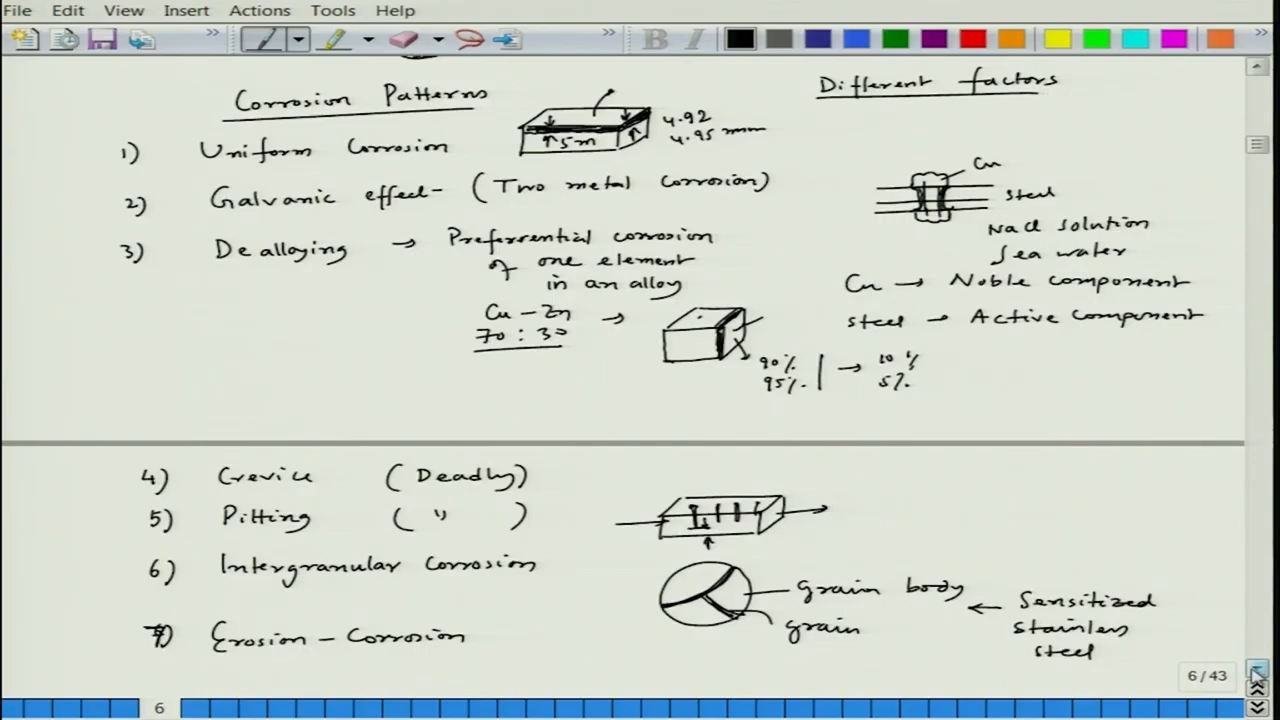 File Edit View Insert Actions Tools Help
B I
Corrosion Patterns
Different factors
1) Uniform Corrosion
5m
4.92
4.95 mm
2) Galvanic effect- (Two metal corrosion)
Cu
steel
NaCl solution
Sea water
3) Dealloying → Preferrential corrosion
of one element
in an alloy
Cu → Noble component
steel → Active component
Cu - Zn →
70 : 30
90% → 10%
95% 5%
4) Crevice (Deadly)
5) Pitting ( " )
6) Intergranular Corrosion
grain body
grain
← Sensitized
stainless
steel
7) Erosion - Corrosion
6/43
6